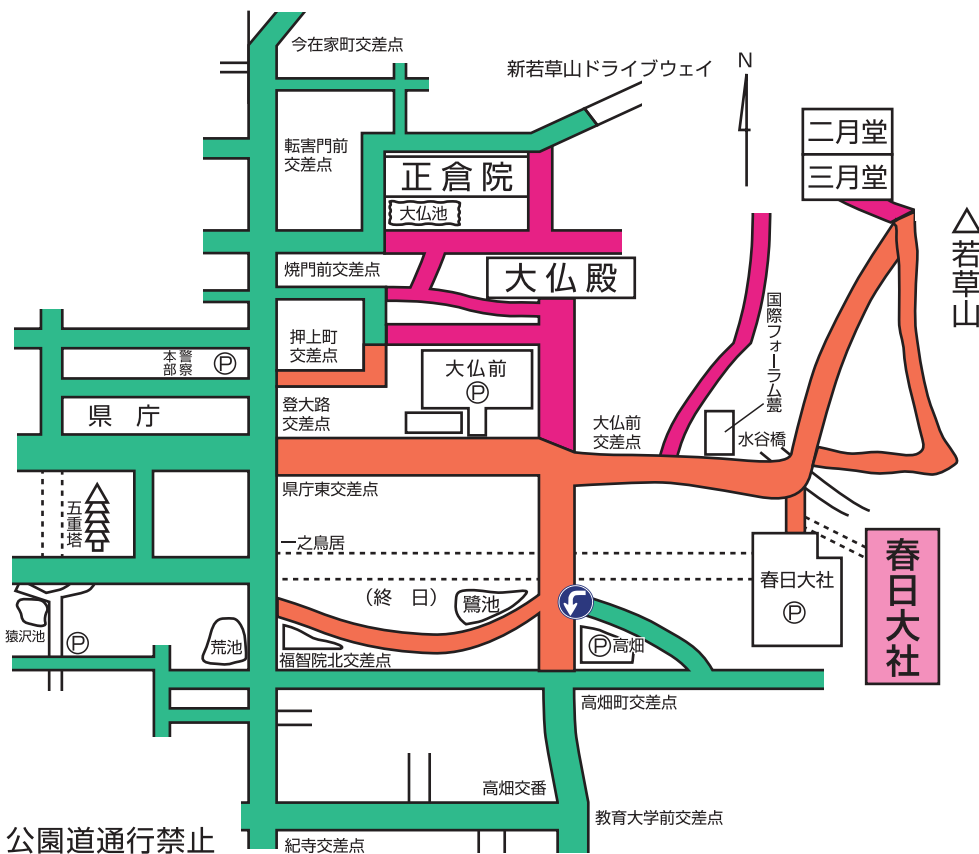 今在家町交差点
新若草山ドライブウェイ
N
二月堂
三月堂
転害門前
交差点
正倉院
大仏池
△若草山
焼門前交差点
大仏殿
国際フォーラム甍
押上町
交差点
本部
警察
P
大仏前
P
県庁
登大路
交差点
大仏前
交差点
水谷橋
県庁東交差点
五重塔
一之鳥居
春日大社
春日大社
P
(終 日)
鷺池
猿沢池
P
荒池
福智院北交差点
P高畑
高畑町交差点
高畑交番
教育大学前交差点
紀寺交差点
公園道通行禁止